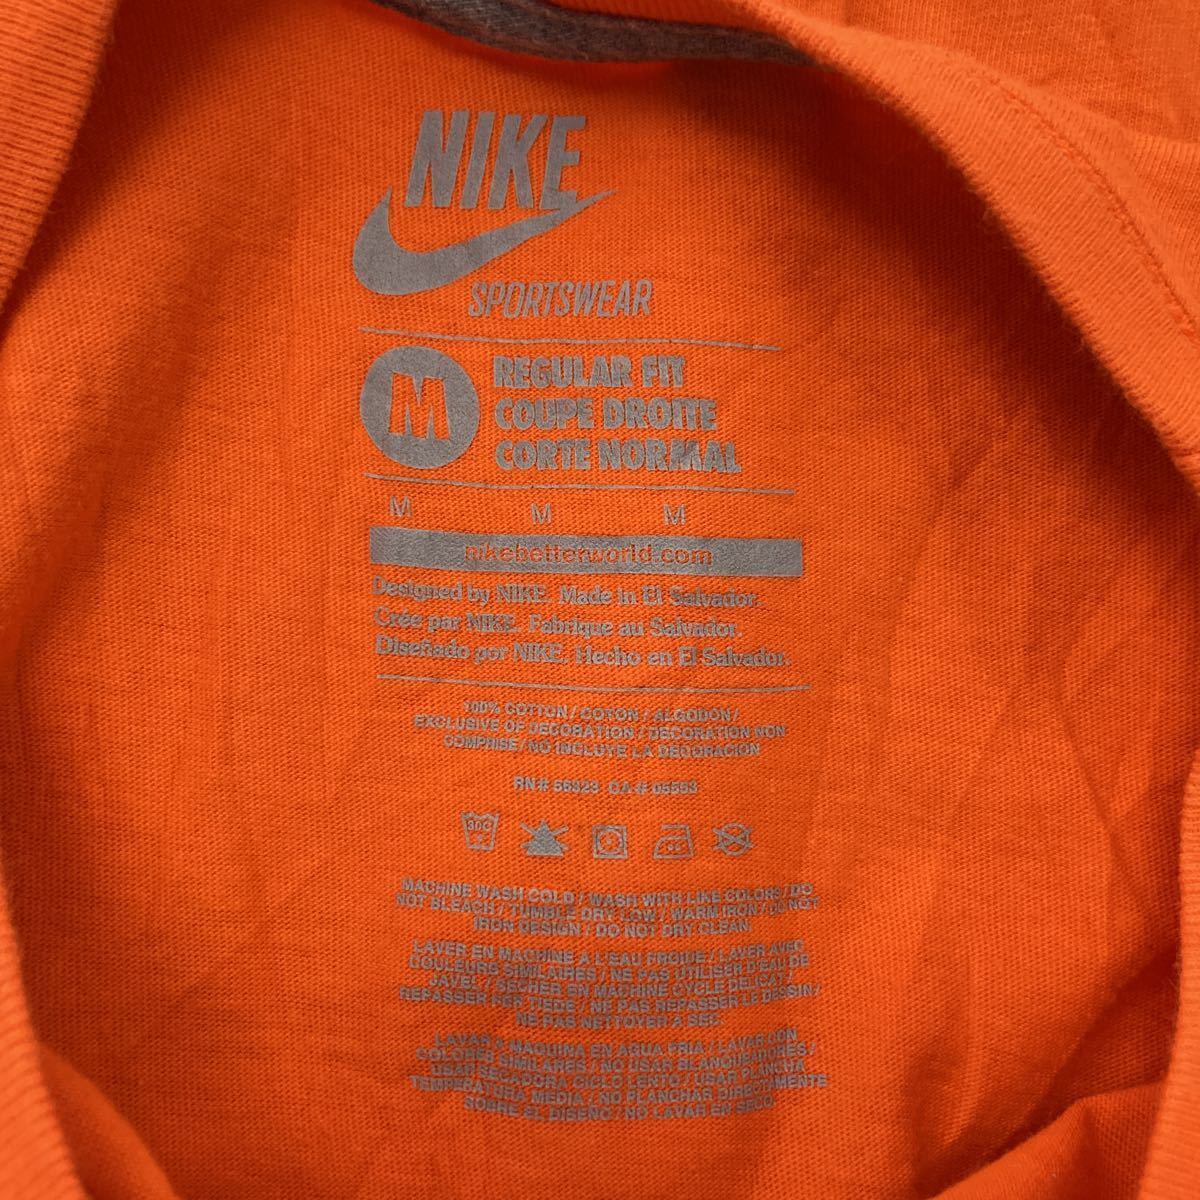 NIKE
SPORTSWEAR
M
REGULAR FIT
COUPE DROITE
CORTE NORMAL
M M M
nikebetterworld.com
Designed by NIKE. Made in El Salvador.
Crée par NIKE. Fabrique au Salvador.
Diseñado por NIKE. Hecho en El Salvador.
100% COTTON / COTON / ALGODON /
EXCLUSIVE OF DECORATION / DECORATION NON
COMPRISE / NO INCLUYE LA DECORACION
RN# 56323 CA# 05553
30C
MACHINE WASH COLD / WASH WITH LIKE COLORS / DO
NOT BLEACH / TUMBLE DRY LOW / WARM IRON / DO NOT
IRON DESIGN / DO NOT DRY CLEAN.
LAVER EN MACHINE A L'EAU FROIDE / LAVER AVEC
COULEURS SIMILAIRES / NE PAS UTILISER D'EAU DE
JAVEL / SECHER EN MACHINE CYCLE DELICAT /
REPASSER FER TIEDE / NE PAS REPASSER LE DESSIN /
NE PAS NETTOYER A SEC.
LAVAR A MAQUINA EN AGUA FRIA / LAVAR CON
COLORES SIMILARES / NO USAR BLANQUEADORES /
USAR SECADORA CICLO LENTO / USAR PLANCHA
TEMPERATURA MEDIA / NO PLANCHAR DIRECTAMENTE
SOBRE EL DISEÑO / NO LAVAR EN SECO.